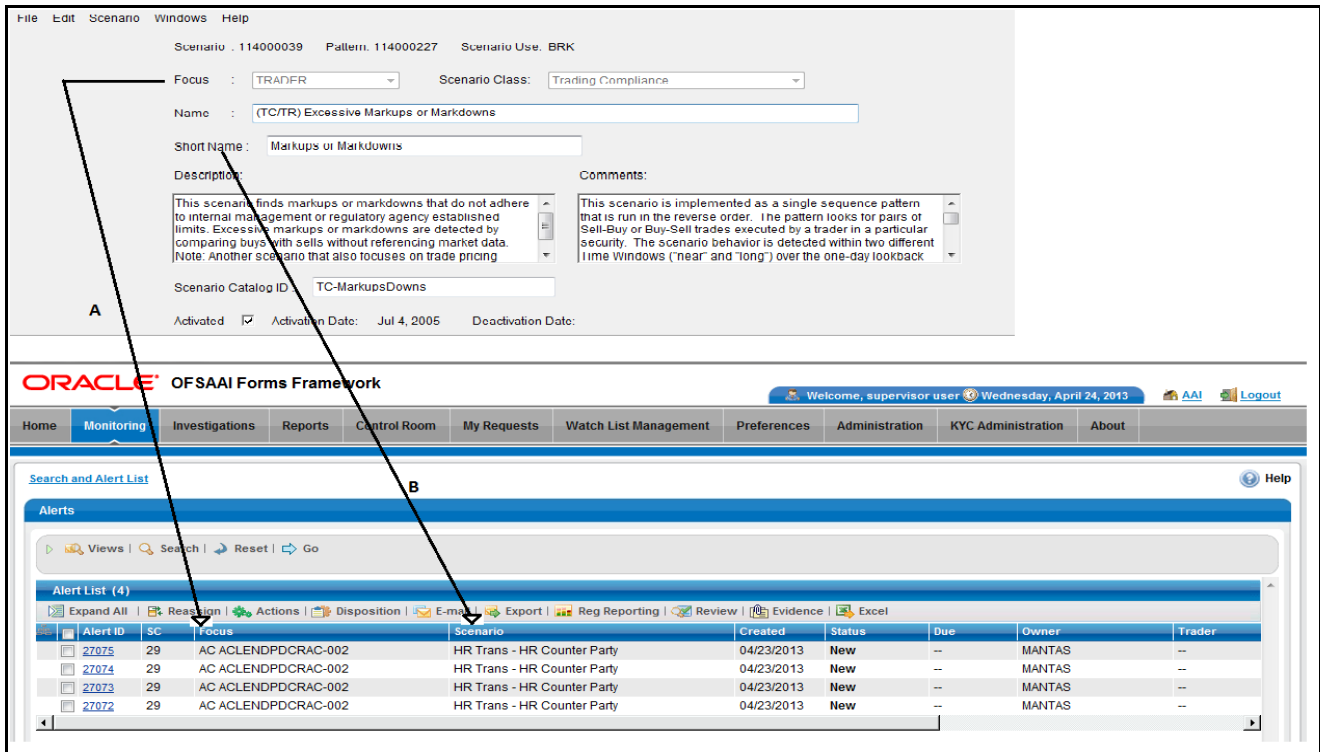 File Edit Scenario Windows Help
Scenario : 114000039 Pattern: 114000227 Scenario Use: BRK
Focus : TRADER Scenario Class: Trading Compliance
Name : (TC/TR) Excessive Markups or Markdowns
Short Name : Markups or Markdowns
Description: Comments:
This scenario finds markups or markdowns that do not adhere
to internal management or regulatory agency established
limits. Excessive markups or markdowns are detected by
comparing buys with sells without referencing market data.
Note: Another scenario that also focuses on trade pricing
This scenario is implemented as a single sequence pattern
that is run in the reverse order. The pattern looks for pairs of
Sell-Buy or Buy-Sell trades executed by a trader in a particular
security. The scenario behavior is detected within two different
Time Windows ("near" and "long") over the one-day lookback
Scenario Catalog ID : TC-MarkupsDowns
A
Activated Activation Date: Jul 4, 2005 Deactivation Date:
ORACLE OFSAAI Forms Framework
Welcome, supervisor user Wednesday, April 24, 2013 AAI Logout
Home Monitoring Investigations Reports Control Room My Requests Watch List Management Preferences Administration KYC Administration About
Search and Alert List Help
B
Alerts
Views | Search | Reset | Go
Alert List (4)
Expand All | Reassign | Actions | Disposition | E-mail | Export | Reg Reporting | Review | Evidence | Excel
Alert ID SC Focus Scenario Created Status Due Owner Trader
27075 29 AC ACLENDPDCRAC-002 HR Trans - HR Counter Party 04/23/2013 New -- MANTAS --
27074 29 AC ACLENDPDCRAC-002 HR Trans - HR Counter Party 04/23/2013 New -- MANTAS --
27073 29 AC ACLENDPDCRAC-002 HR Trans - HR Counter Party 04/23/2013 New -- MANTAS --
27072 29 AC ACLENDPDCRAC-002 HR Trans - HR Counter Party 04/23/2013 New -- MANTAS --